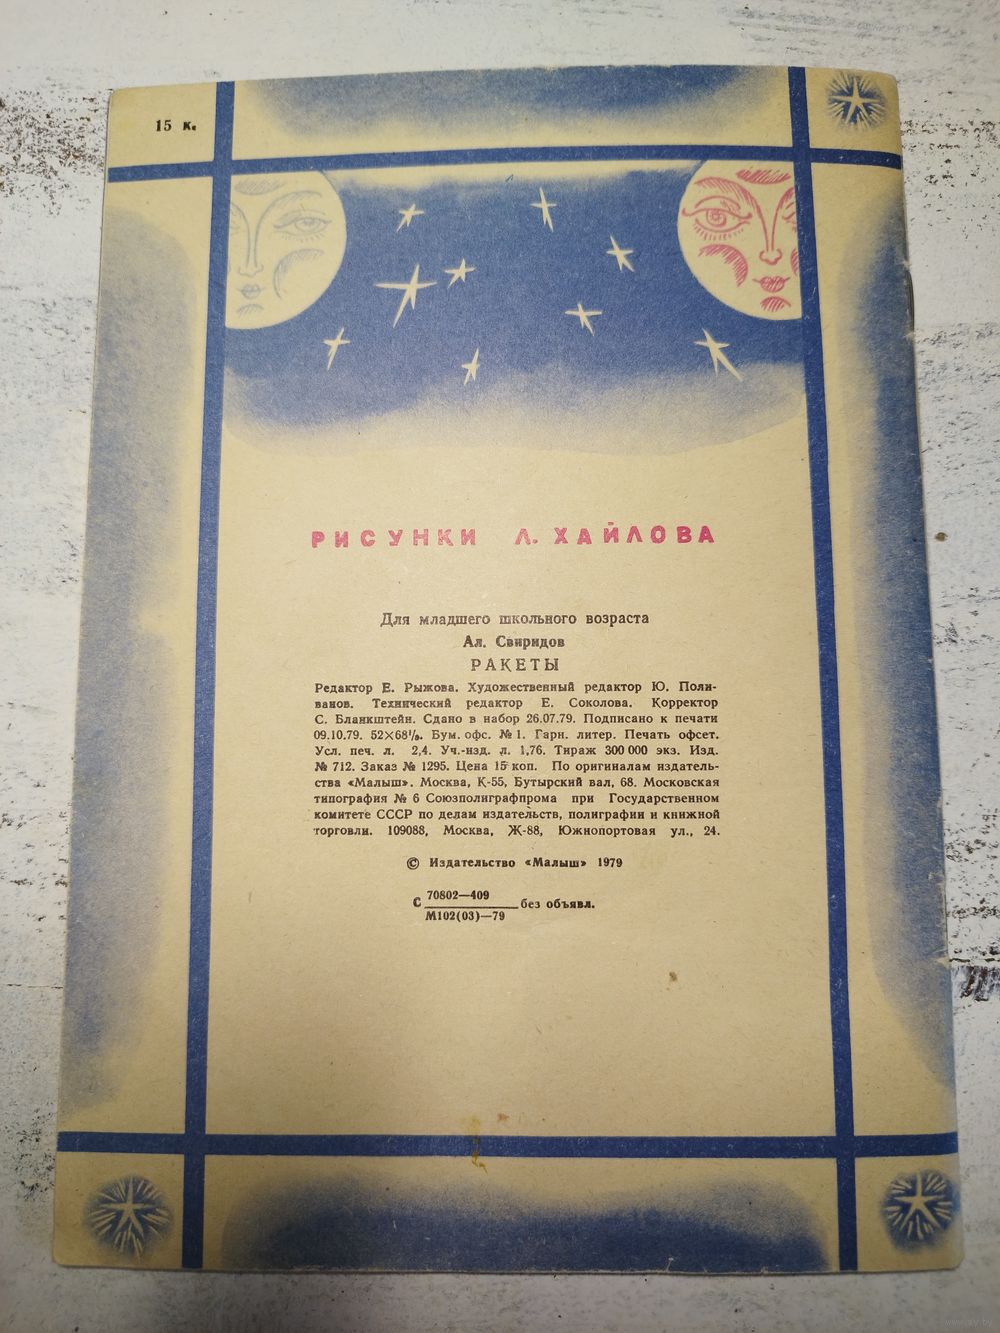 15 к.
РИСУНКИ Л. ХАЙЛОВА
Для младшего школьного возраста
Ал. Свиридов
РАКЕТЫ
Редактор Е. Рыжова. Художественный редактор Ю. Поли-
ванов. Технический редактор Е. Соколова. Корректор
С. Бланкштейн. Сдано в набор 26.07.79. Подписано к печати
09.10.79. 52×68¹/₈. Бум. офс. № 1. Гарн. литер. Печать офсет.
Усл. печ. л. 2,4. Уч.-изд. л. 1,76. Тираж 300 000 экз. Изд.
№ 712. Заказ № 1295. Цена 15 коп. По оригиналам издатель-
ства «Малыш». Москва, К-55, Бутырский вал, 68. Московская
типография № 6 Союзполиграфпрома при Государственном
комитете СССР по делам издательств, полиграфии и книжной
торговли. 109088, Москва, Ж-88, Южнопортовая ул., 24.
© Издательство «Малыш» 1979
70802—409
С без объявл.
М102(03)—79